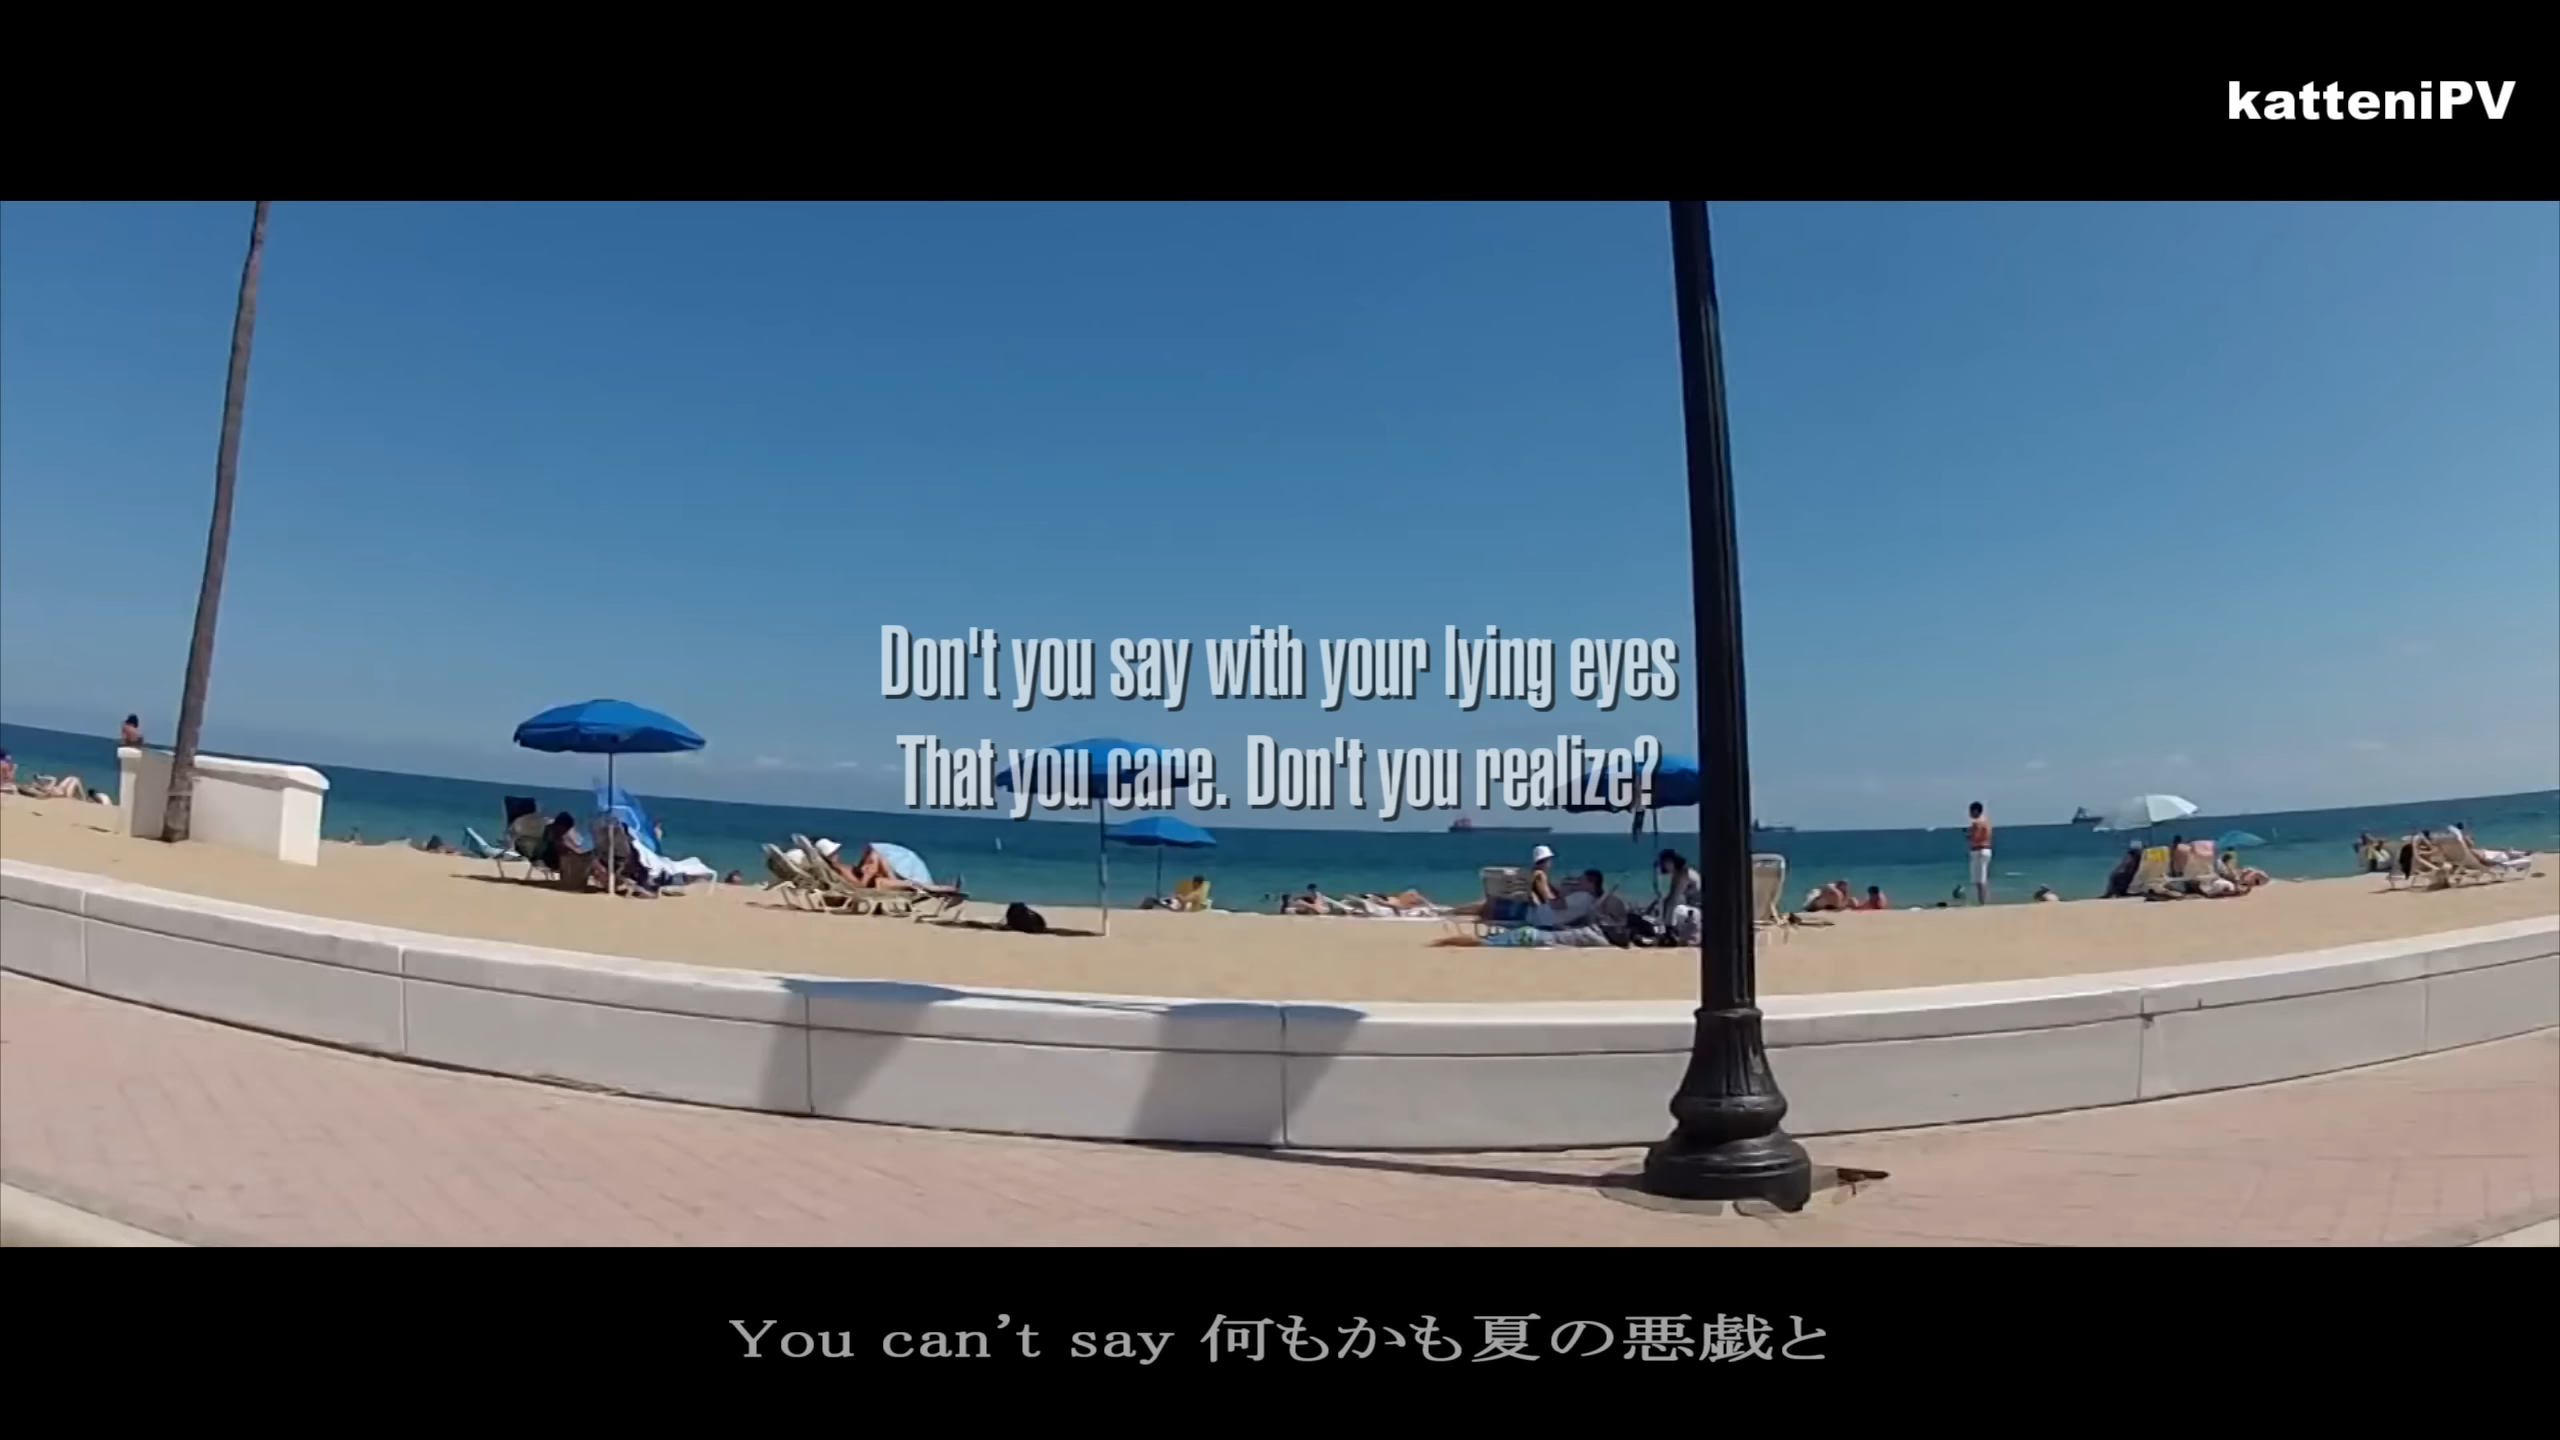 katteniPV
Don't you say with your lying eyes
That you care. Don't you realize?
You can't say 何もかも夏の悪戯と